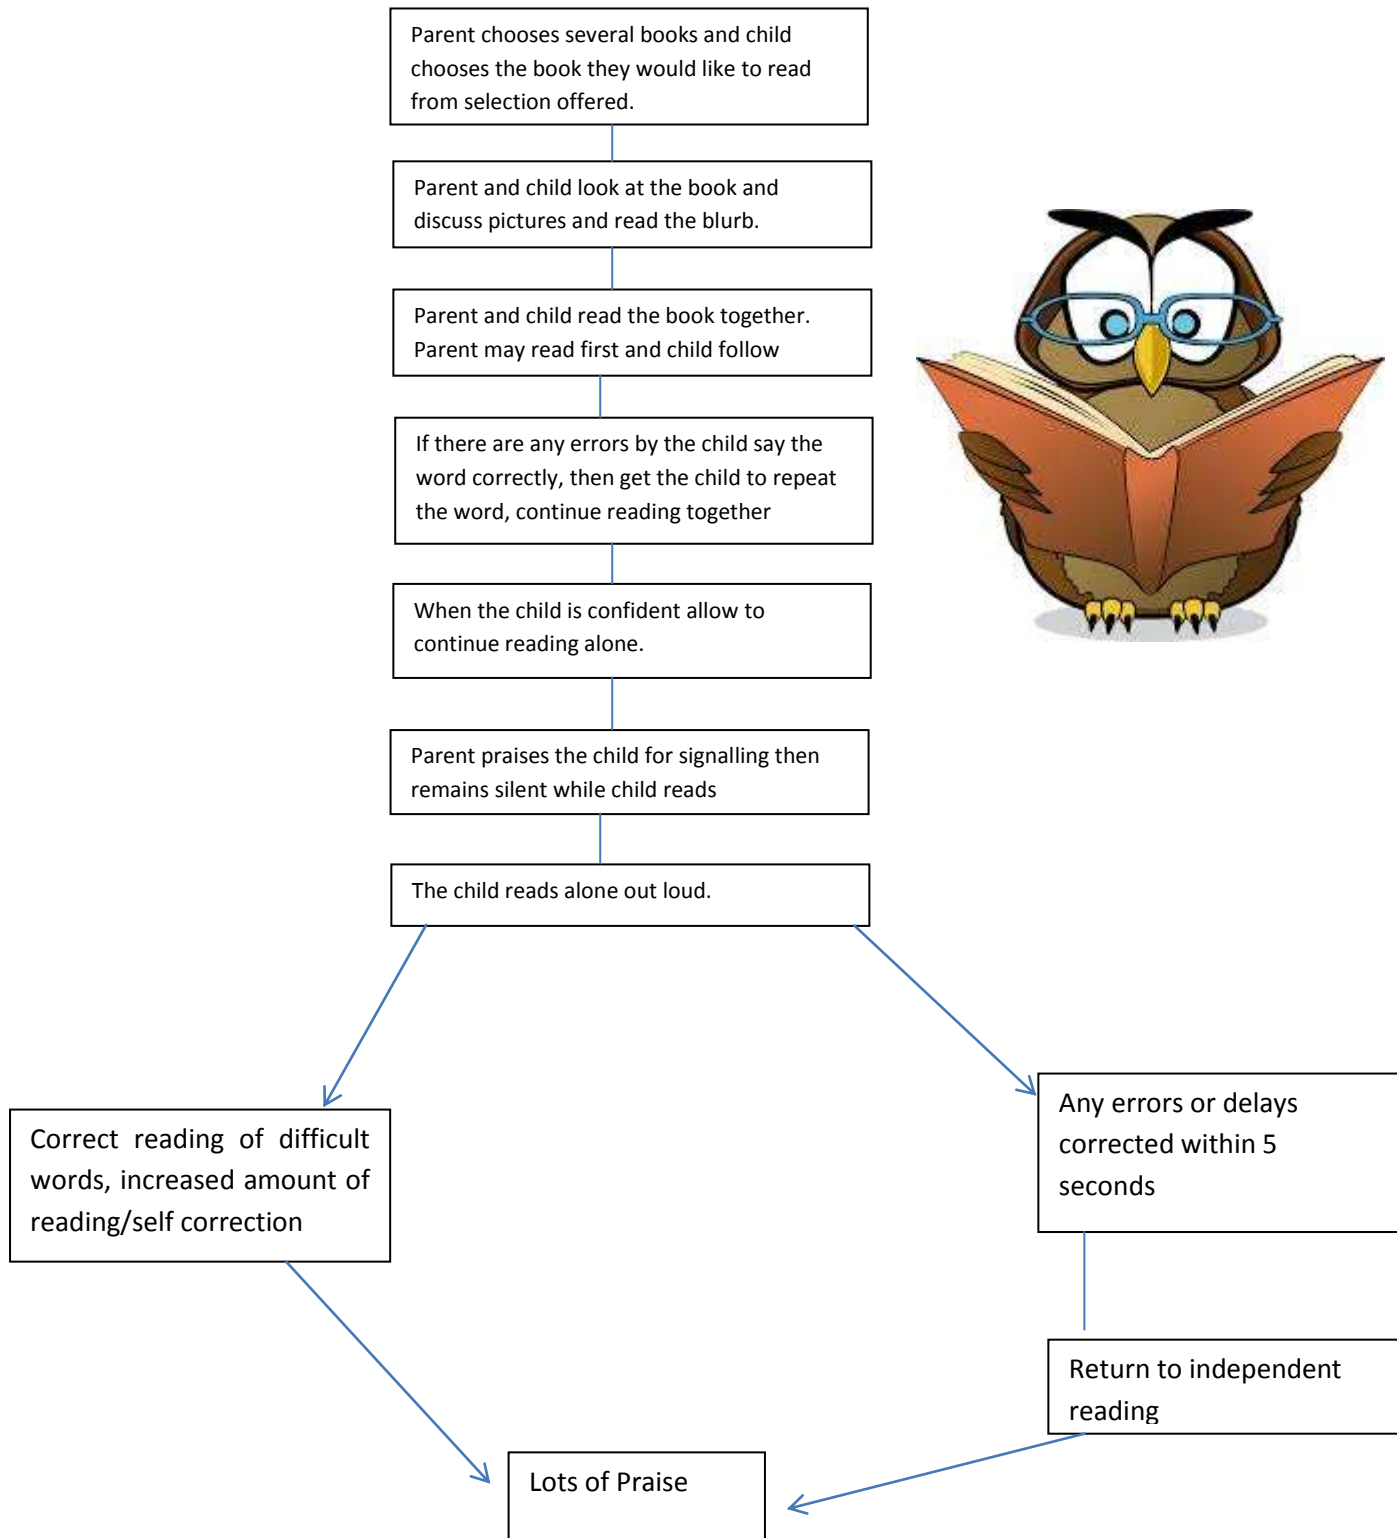 Parent chooses several books and child
chooses the book they would like to read
from selection offered.
Parent and child look at the book and
discuss pictures and read the blurb.
Parent and child read the book together.
Parent may read first and child follow
If there are any errors by the child say the
word correctly, then get the child to repeat
the word, continue reading together
When the child is confident allow to
continue reading alone.
Parent praises the child for signalling then
remains silent while child reads
The child reads alone out loud.
Correct reading of difficult
words, increased amount of
reading/self correction
Any errors or delays
corrected within 5
seconds
Return to independent
reading
Lots of Praise